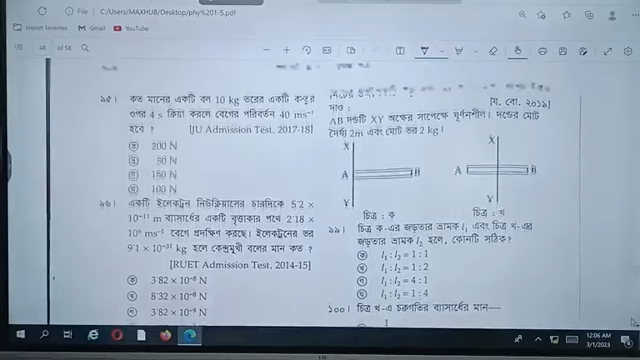 File | C:/Users/MAXHUB/Desktop/phy%201-5.pdf
Import favorites Gmail YouTube
48 of 58
৯৫। কত মানের একটি বল 10 kg ভরের একটি বস্তুর
ওপর 4 s ক্রিয়া করলে বেগের পরিবর্তন 40 ms⁻¹
হবে ? [JU Admission Test, 2017-18]
ক 200 N
খ 50 N
গ 150 N
ঘ 100 N
৯৬। একটি ইলেকট্রন নিউক্লিয়াসের চারদিকে 5·2 ×
10⁻¹¹ m ব্যাসার্ধের একটি বৃত্তাকার পথে 2·18 ×
10⁶ ms⁻¹ বেগে প্রদক্ষিণ করছে। ইলেকট্রনের ভর
9·1 × 10⁻³¹ kg হলে কেন্দ্রমুখী বলের মান কত ?
[RUET Admission Test, 2014-15]
ক 3·82 × 10⁻⁸ N
খ 8·32 × 10⁻⁸ N
গ 3·82 × 10⁻⁹ N
দাও : [য. বো. ২০১৯]
AB দণ্ডটি XY অক্ষের সাপেক্ষে ঘূর্ণনশীল। দণ্ডের মোট
দৈর্ঘ্য 2m এবং মোট ভর 2 kg।
X X
A B A B
Y Y
চিত্র : ক চিত্র : খ
৯৯। চিত্র ক-এর জড়তার ভ্রামক I₁ এবং চিত্র খ-এর
জড়তার ভ্রামক I₂ হলে, কোনটি সঠিক?
ক I₁ : I₂ = 1 : 1
খ I₁ : I₂ = 1 : 2
গ I₁ : I₂ = 4 : 1
ঘ I₁ : I₂ = 1 : 4
১০০। চিত্র খ-এ চক্রগতির ব্যাসার্ধের মান—
1
12:06 AM
3/1/2023